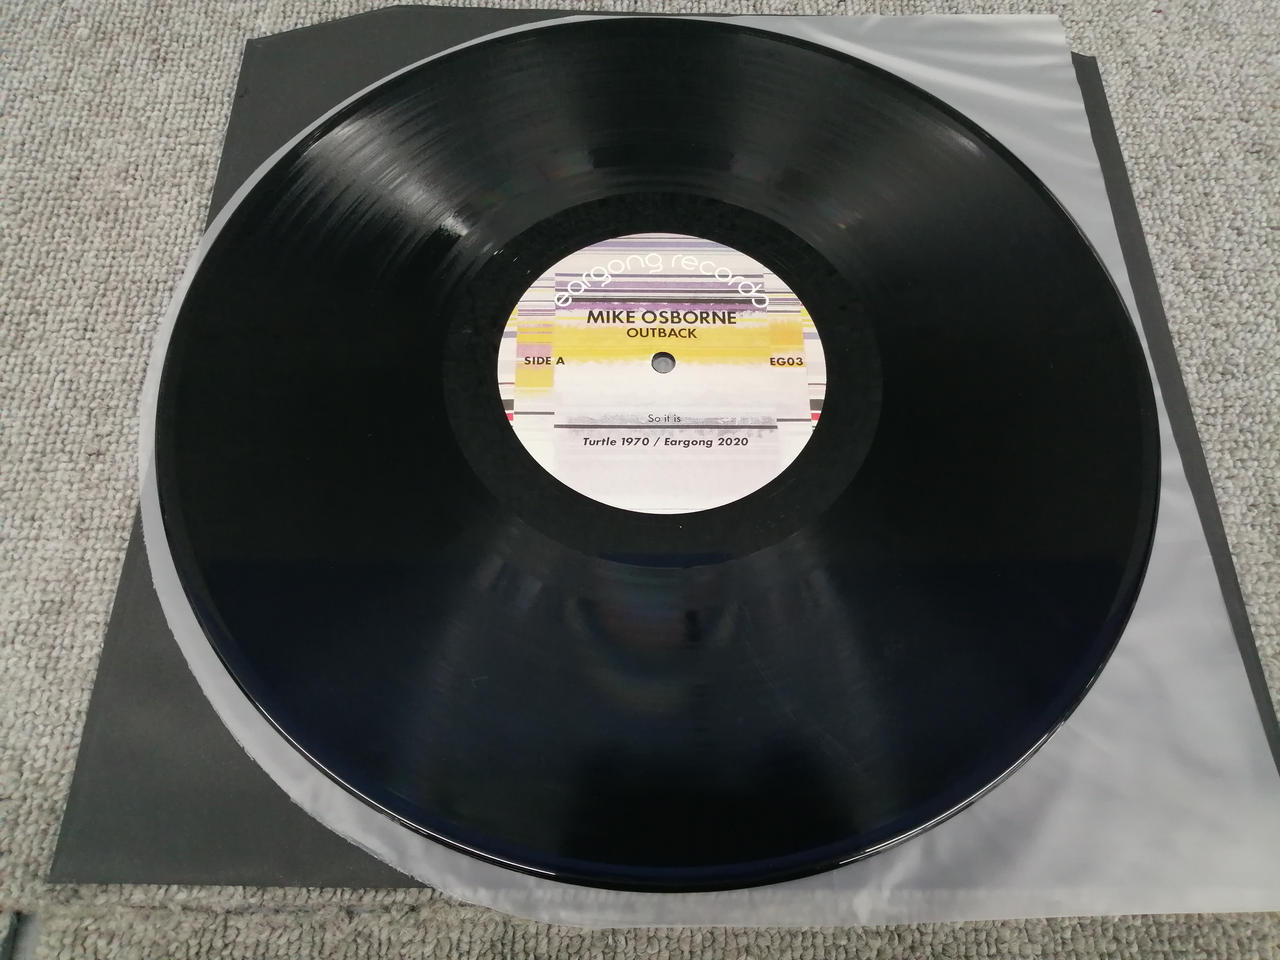 eargong records
MIKE OSBORNE
OUTBACK
SIDE A
EG03
So it is
Turtle 1970 / Eargong 2020